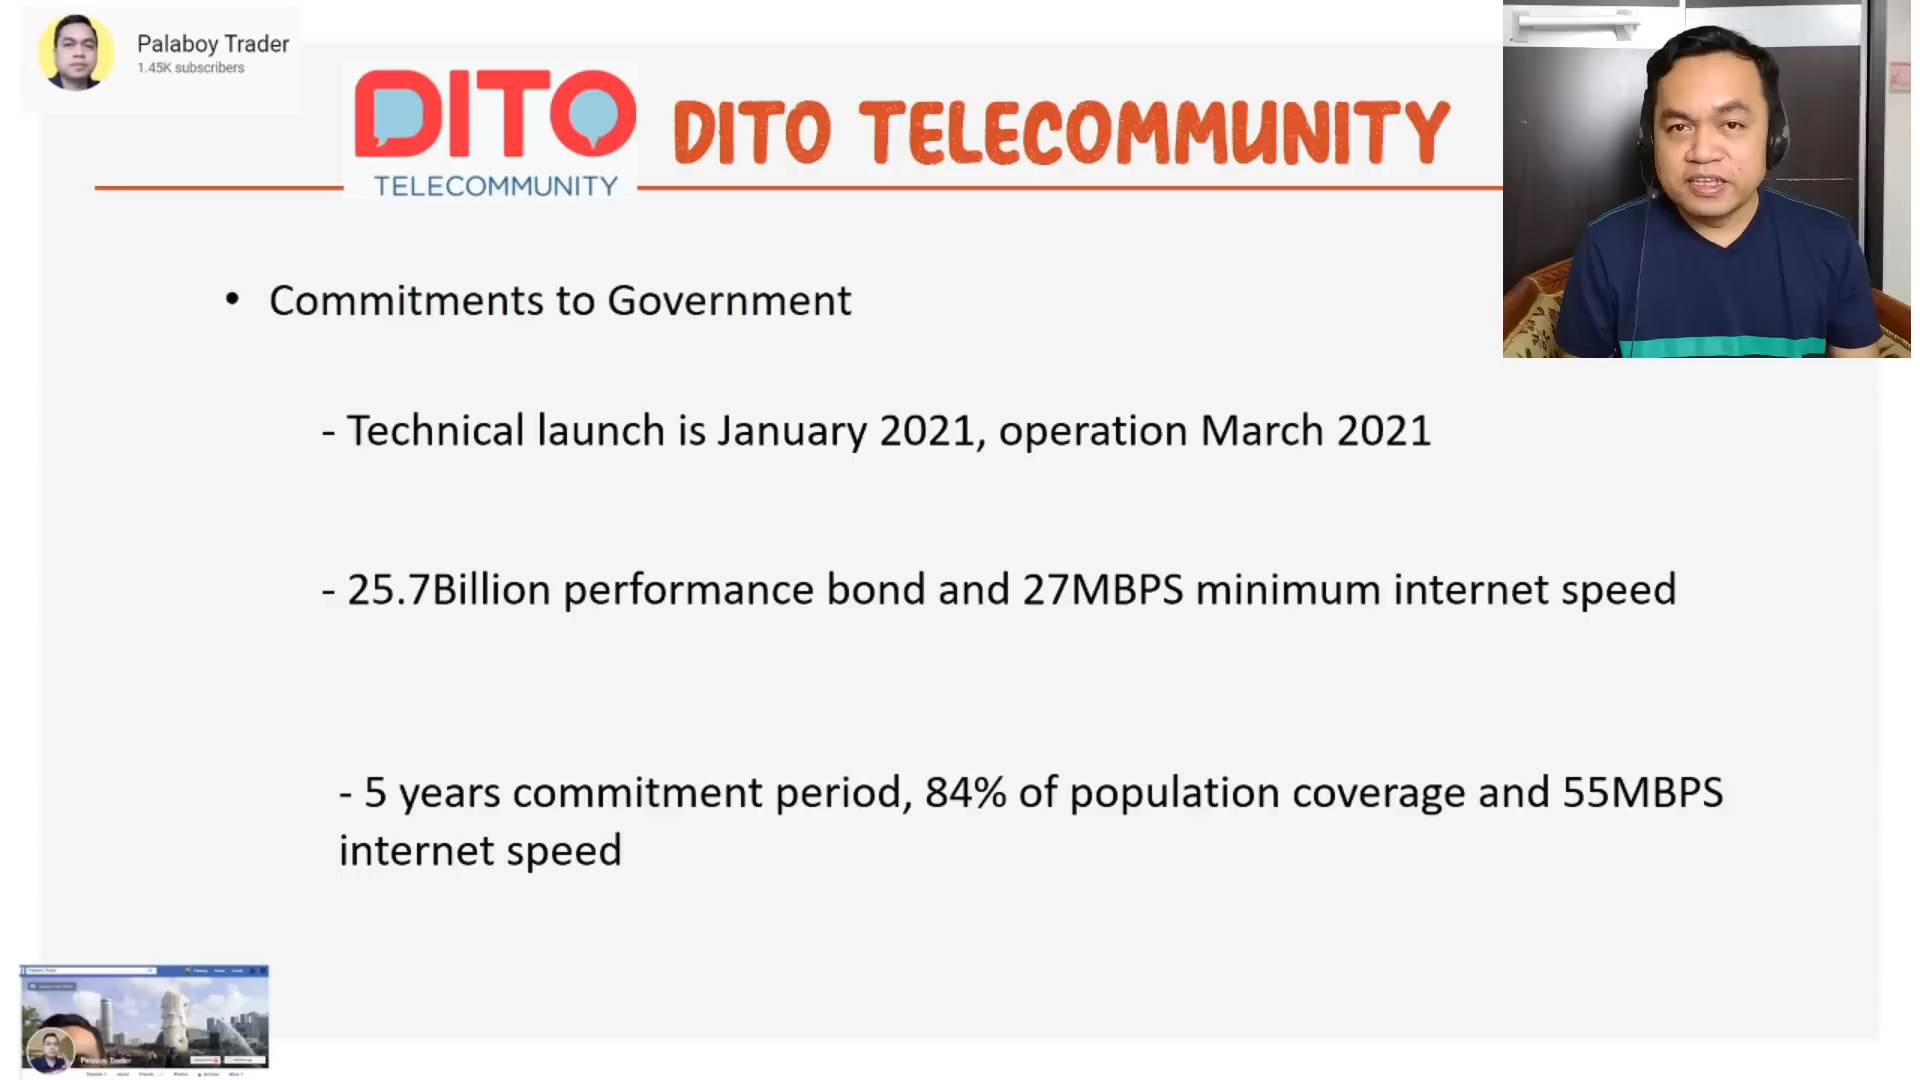 Palaboy Trader
1.45K subscribers
DITO
TELECOMMUNITY
DITO TELECOMMUNITY
• Commitments to Government
- Technical launch is January 2021, operation March 2021
- 25.7Billion performance bond and 27MBPS minimum internet speed
- 5 years commitment period, 84% of population coverage and 55MBPS
internet speed
Palaboy Trader